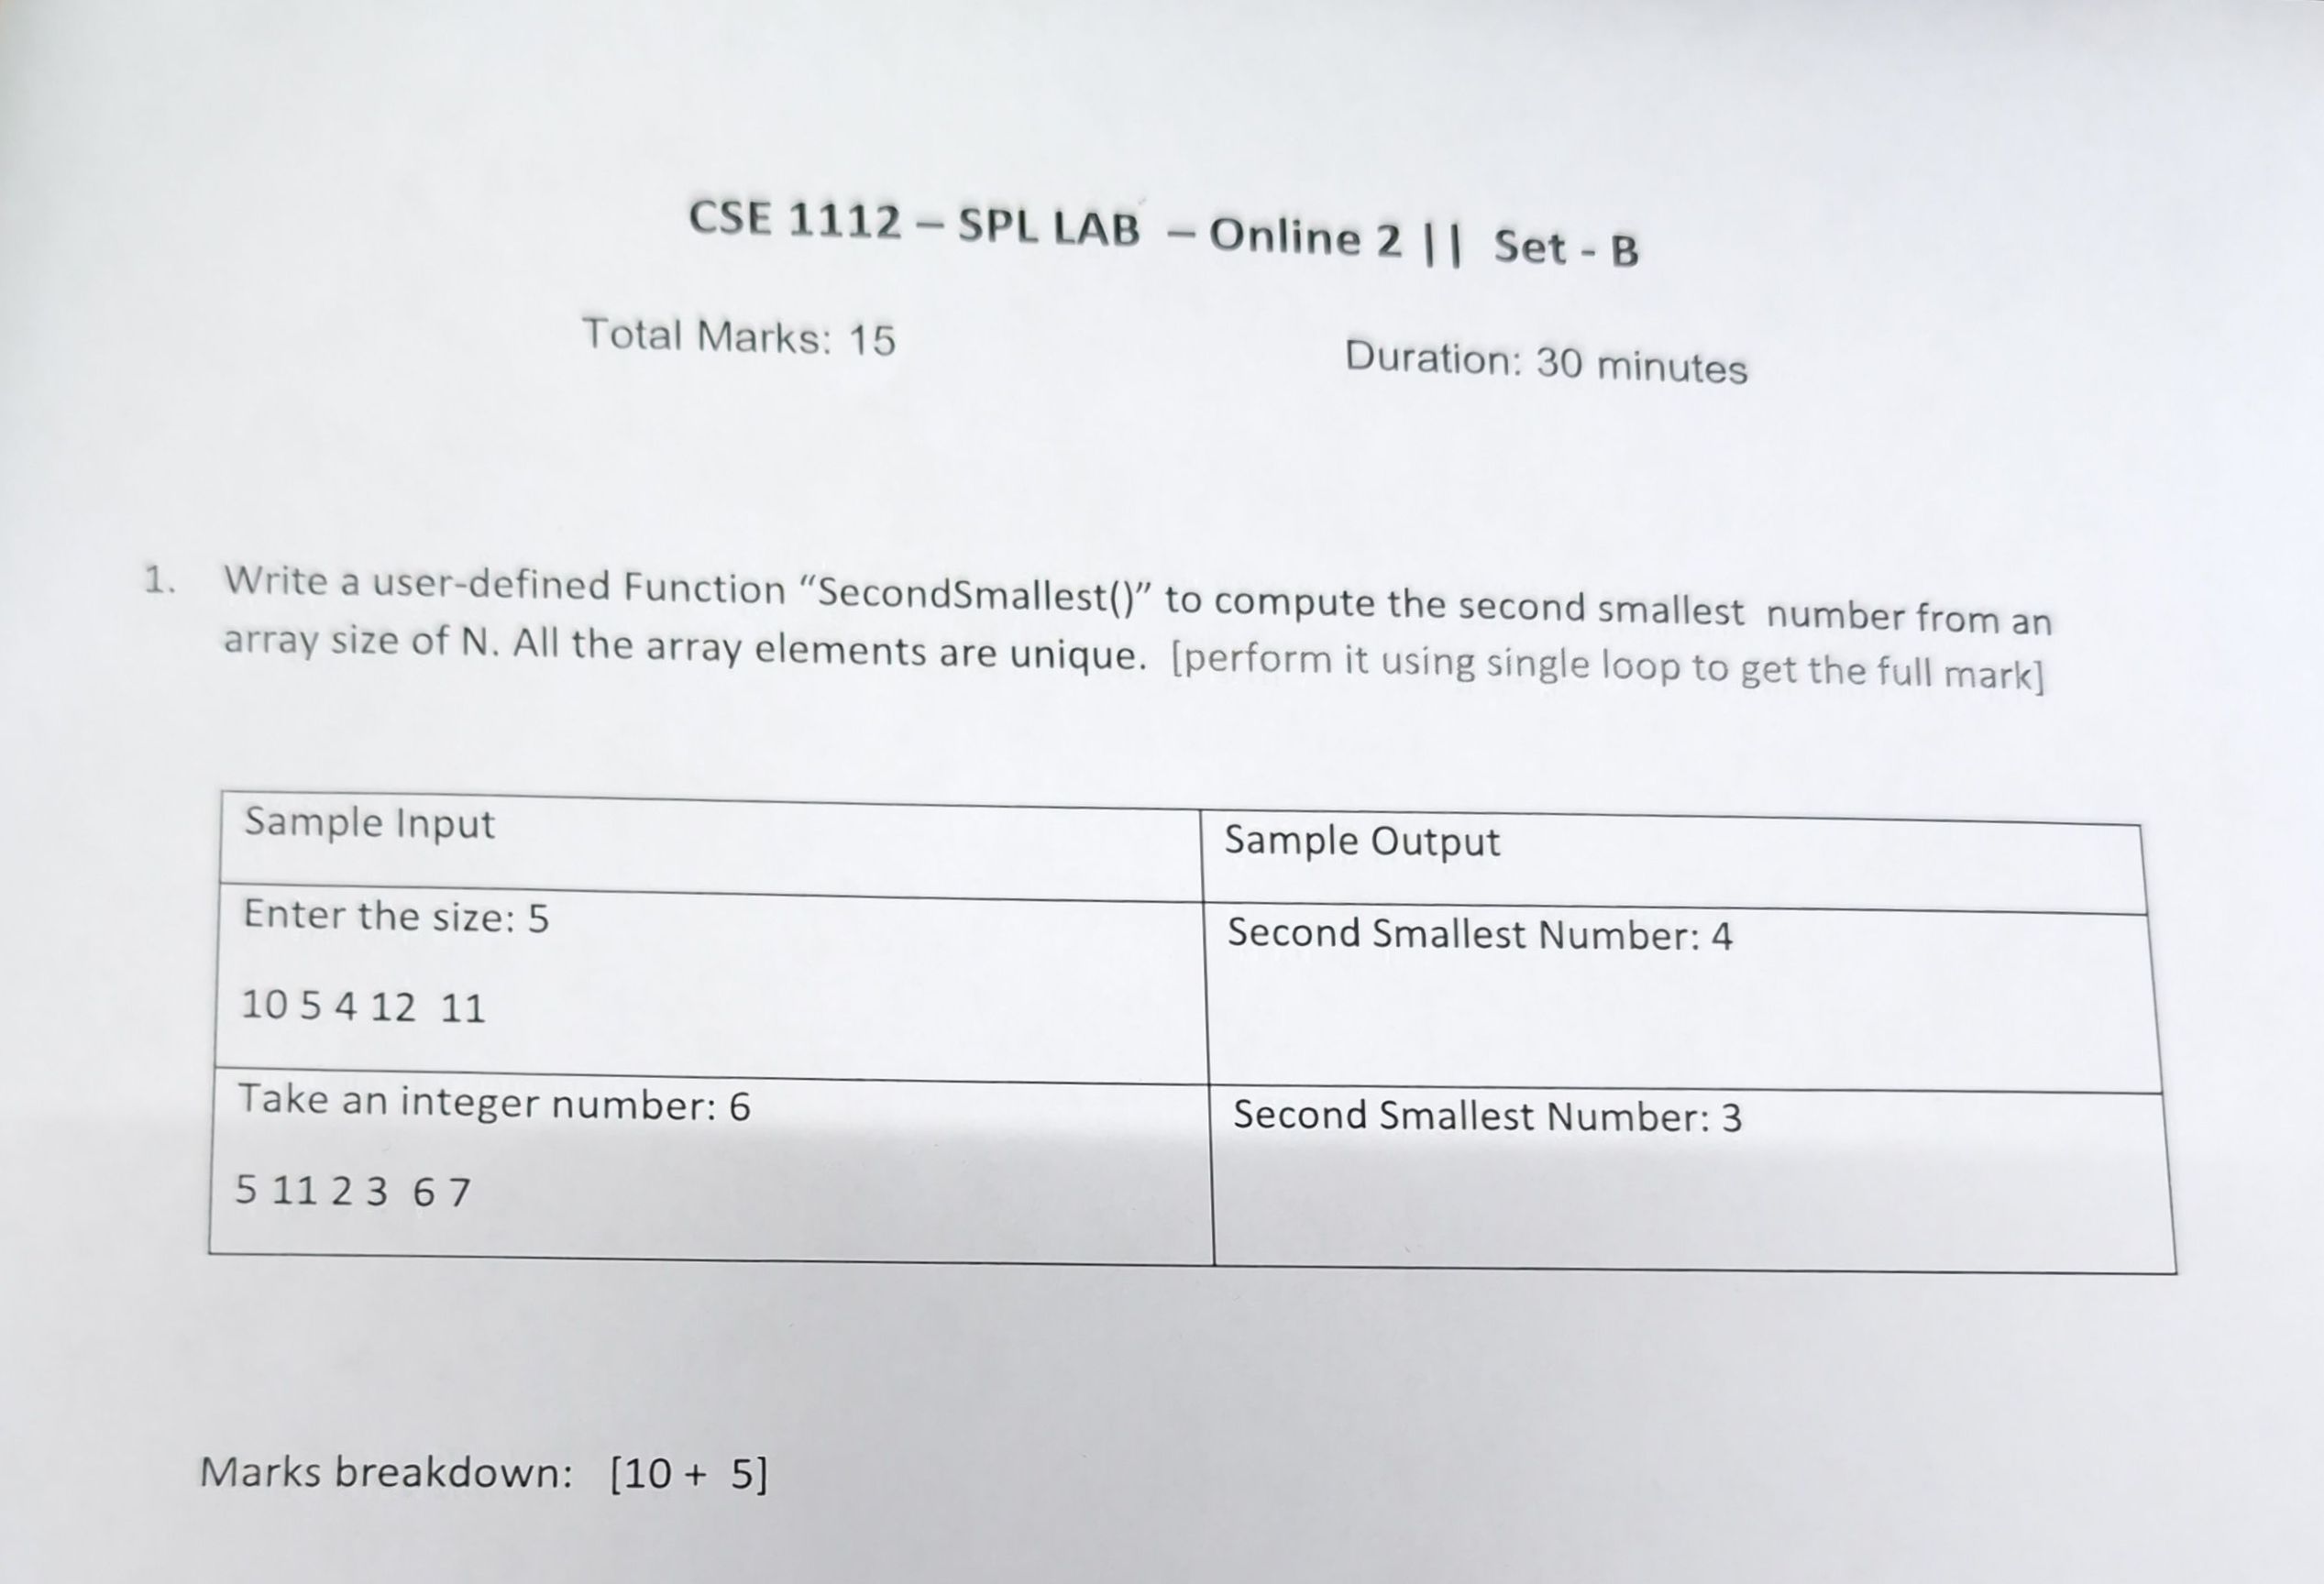 CSE 1112 – SPL LAB – Online 2 || Set - B
Total Marks: 15 Duration: 30 minutes
1. Write a user-defined Function “SecondSmallest()” to compute the second smallest number from an
array size of N. All the array elements are unique. [perform it using single loop to get the full mark]
Sample Input Sample Output
Enter the size: 5 Second Smallest Number: 4
10 5 4 12 11
Take an integer number: 6 Second Smallest Number: 3
5 11 2 3 6 7
Marks breakdown: [10 + 5]